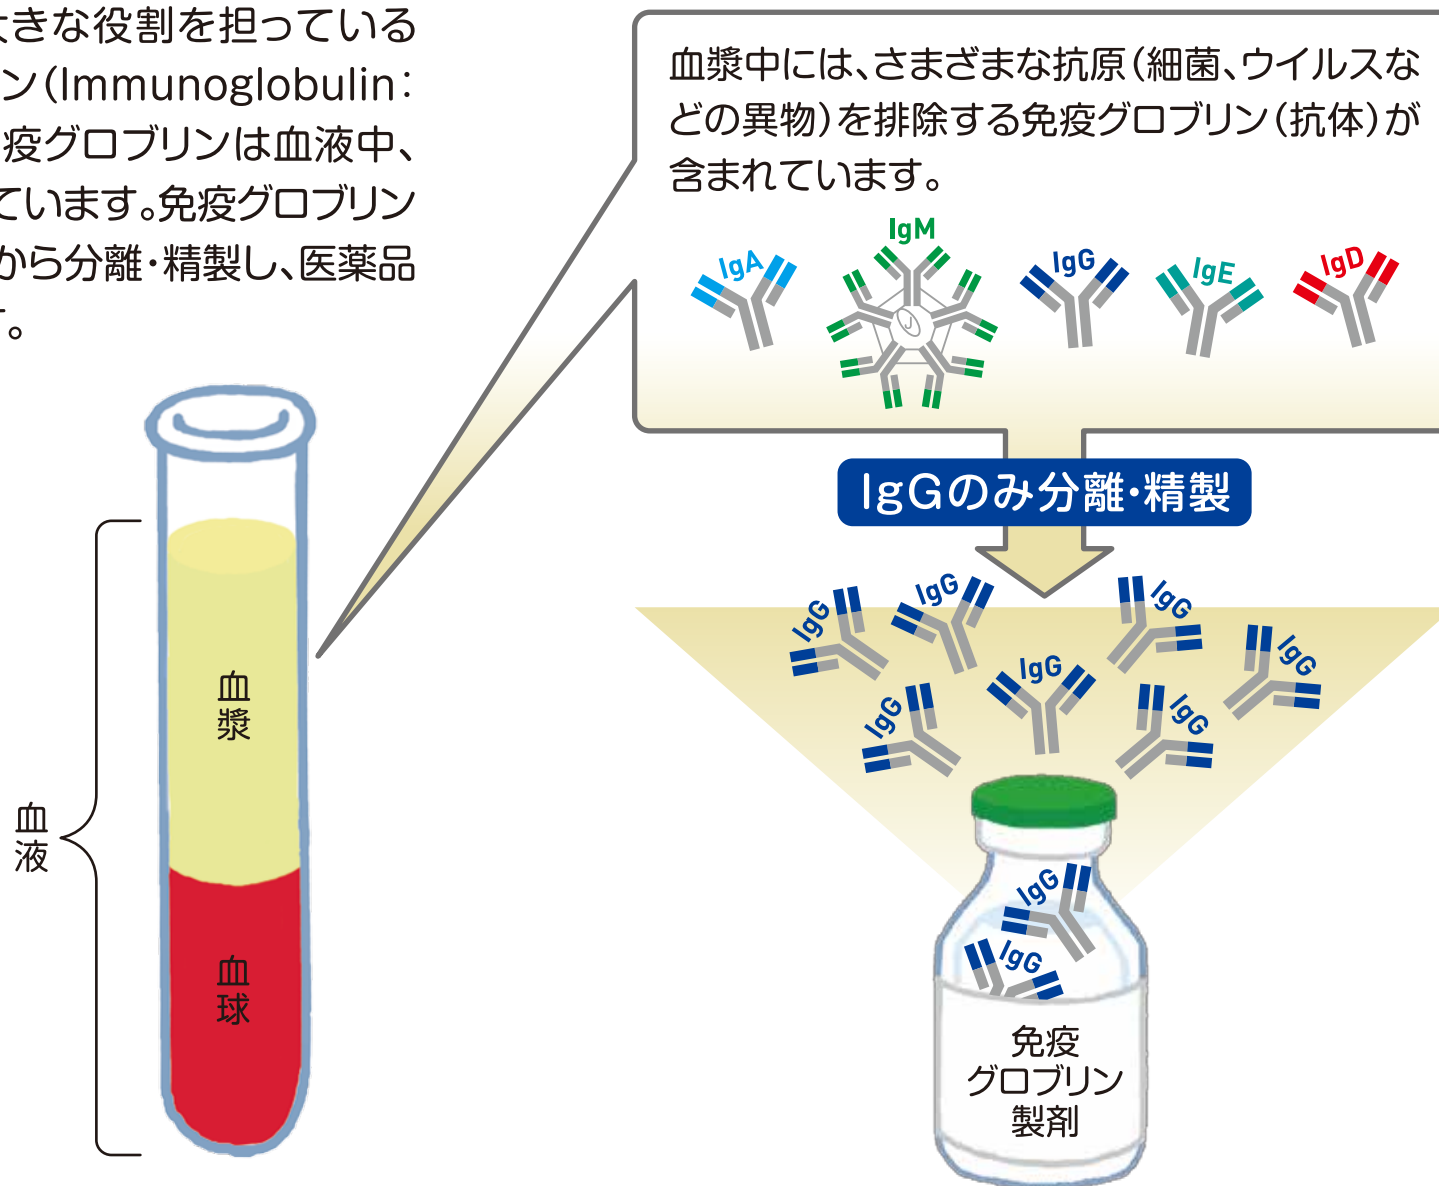 大きな役割を担っている
ン(Immunoglobulin：
疫グロブリンは血液中、
ています。免疫グロブリン
から分離・精製し、医薬品
す。
血漿中には、さまざまな抗原(細菌、ウイルスな
どの異物)を排除する免疫グロブリン(抗体)が
含まれています。
IgA
IgM
IgG
IgE
IgD
J
IgGのみ分離・精製
IgG
IgG
IgG
IgG
IgG
IgG
IgG
血漿
血液
血球
IgG
IgG
免疫
グロブリン
製剤